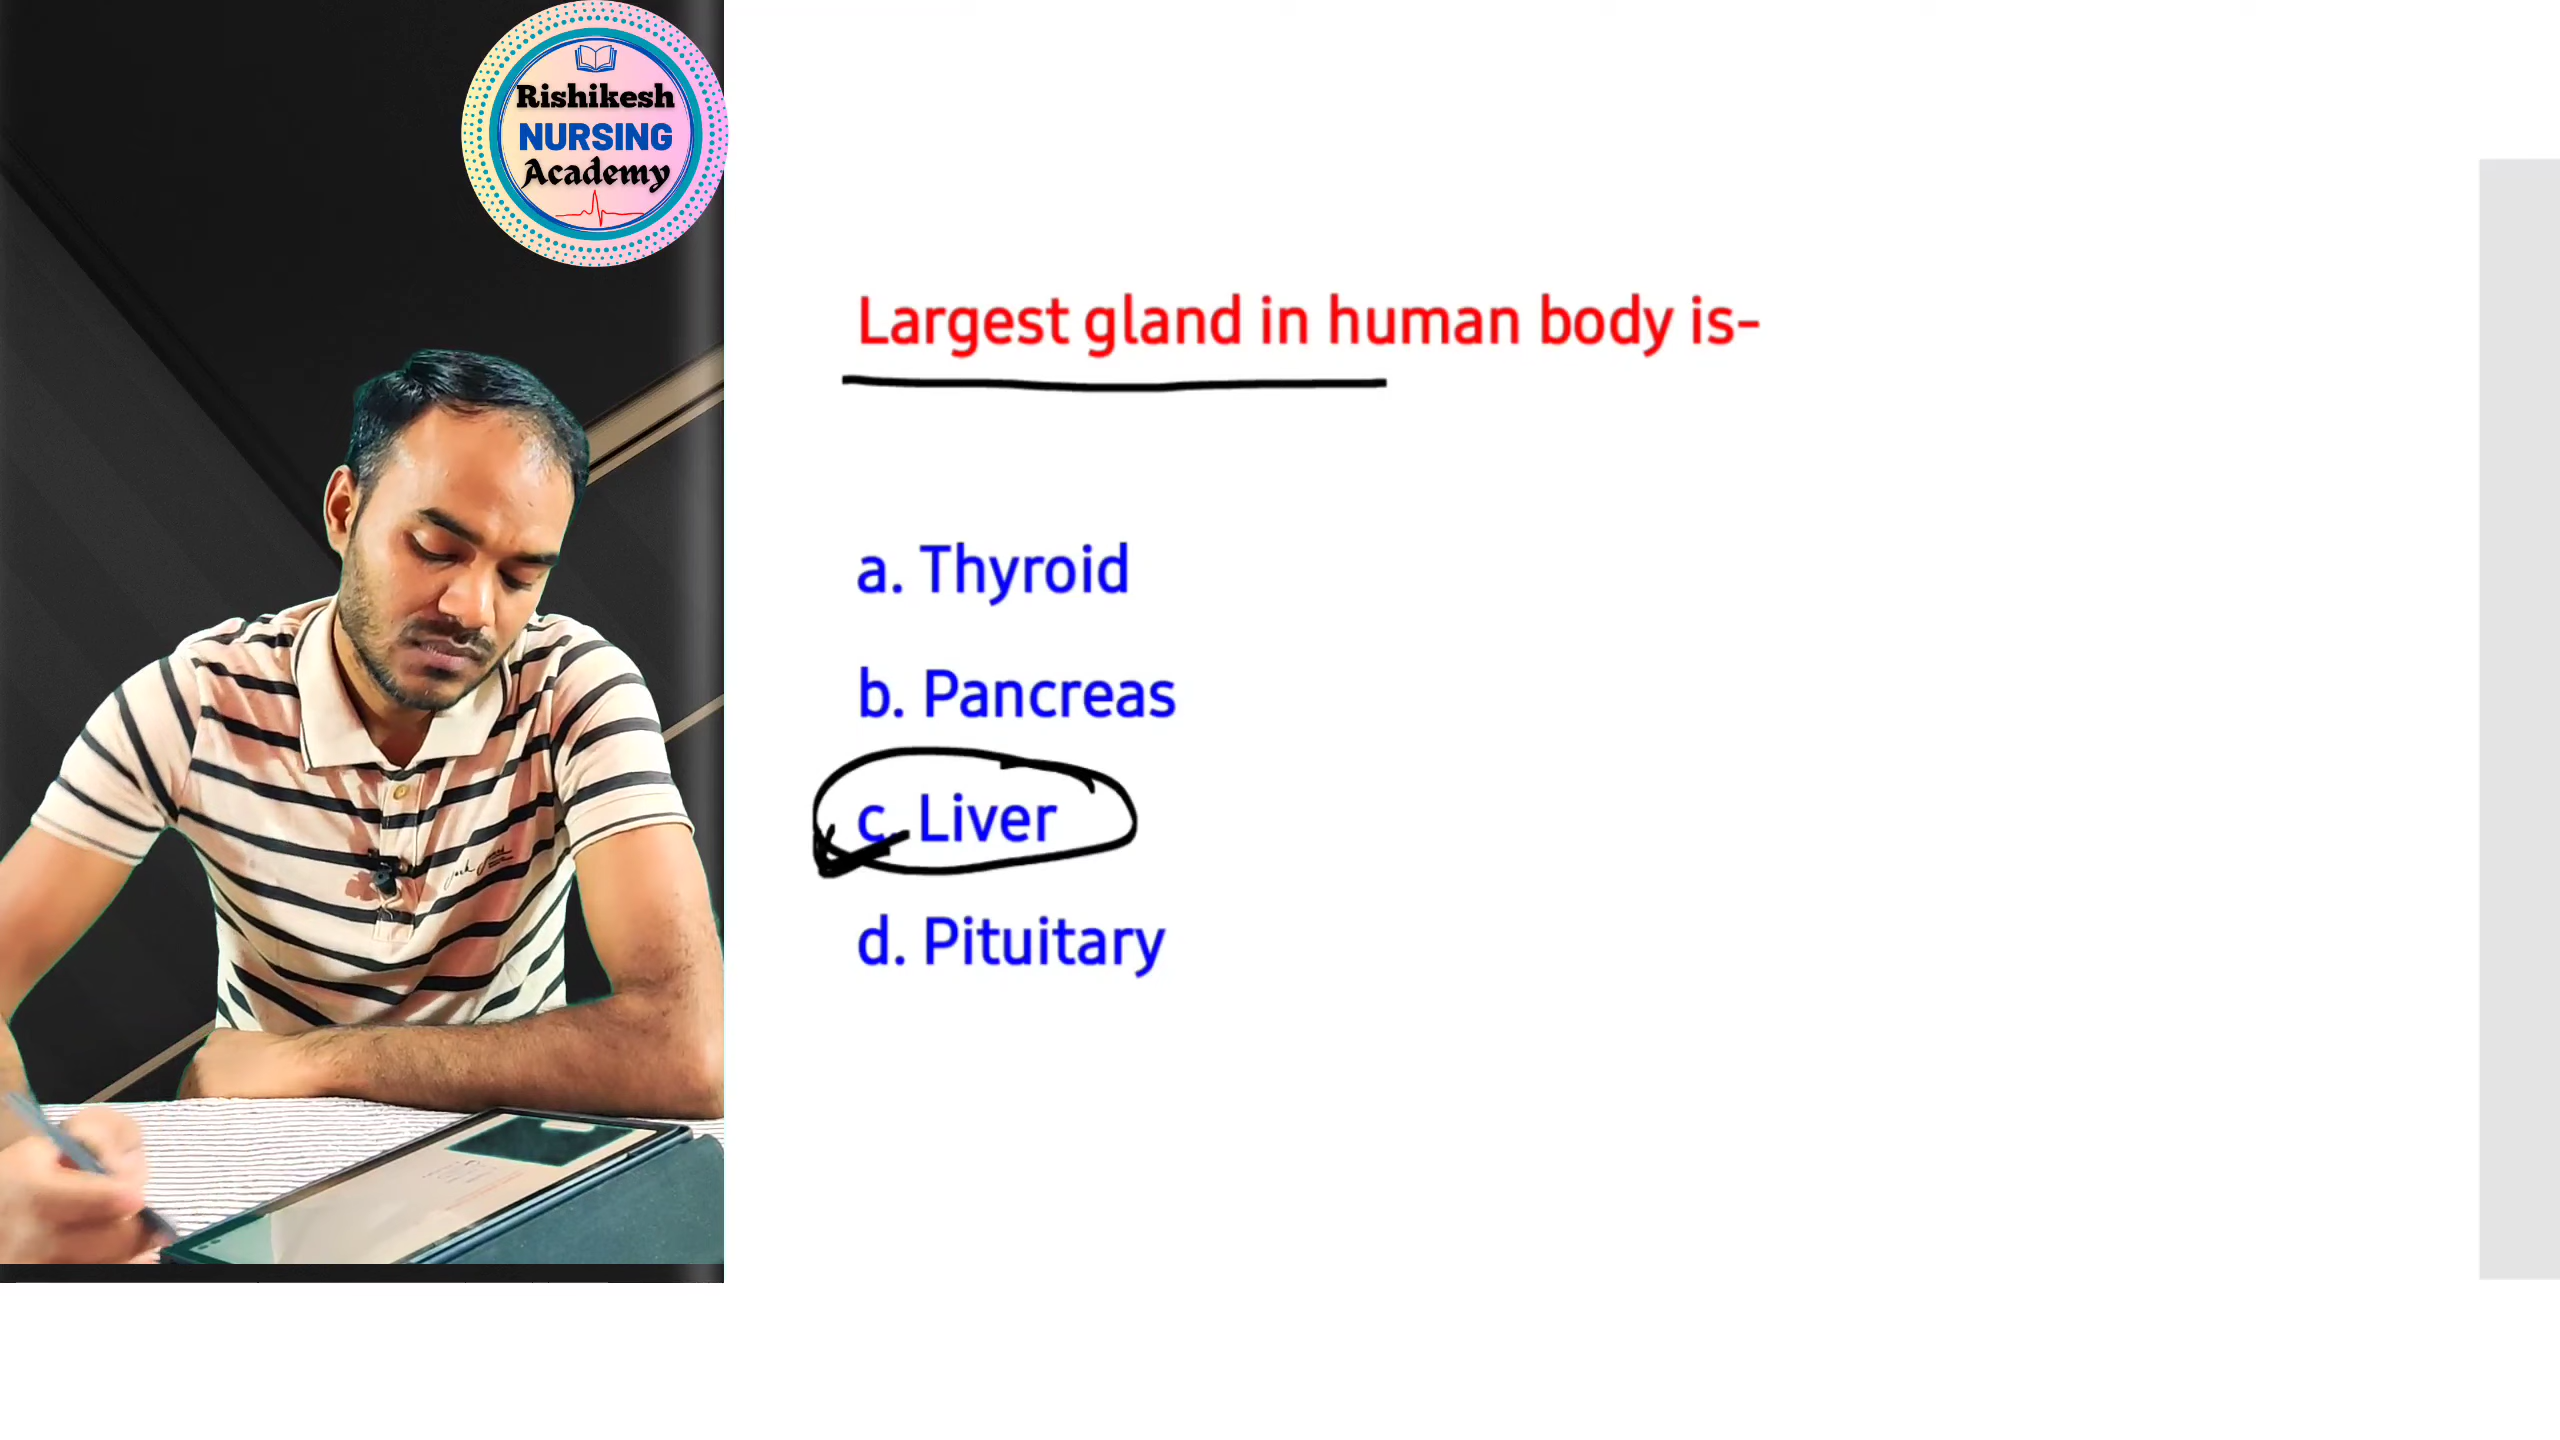 Rishikesh
NURSING
Academy
Largest gland in human body is-
a. Thyroid
b. Pancreas
c. Liver
d. Pituitary